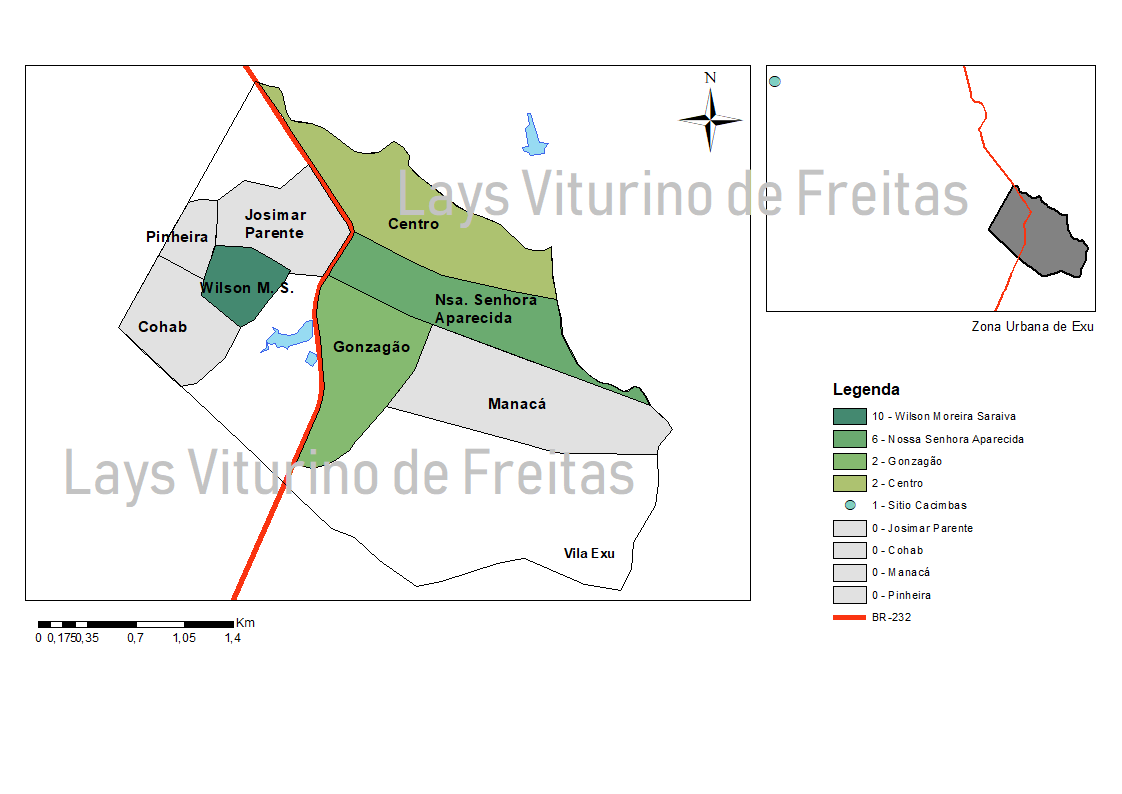 N
Lays Viturino de Freitas
Josimar
Parente
Pinheira
Centro
Wilson M. S.
Nsa. Senhora
Aparecida
Cohab
Gonzagão
Manacá
Lays Viturino de Freitas
Vila Exu
Km
0 0,175 0,35 0,7 1,05 1,4
Zona Urbana de Exu
Legenda
10 - Wilson Moreira Saraiva
6 - Nossa Senhora Aparecida
2 - Gonzagão
2 - Centro
1 - Sitio Cacimbas
0 - Josimar Parente
0 - Cohab
0 - Manacá
0 - Pinheira
BR-232